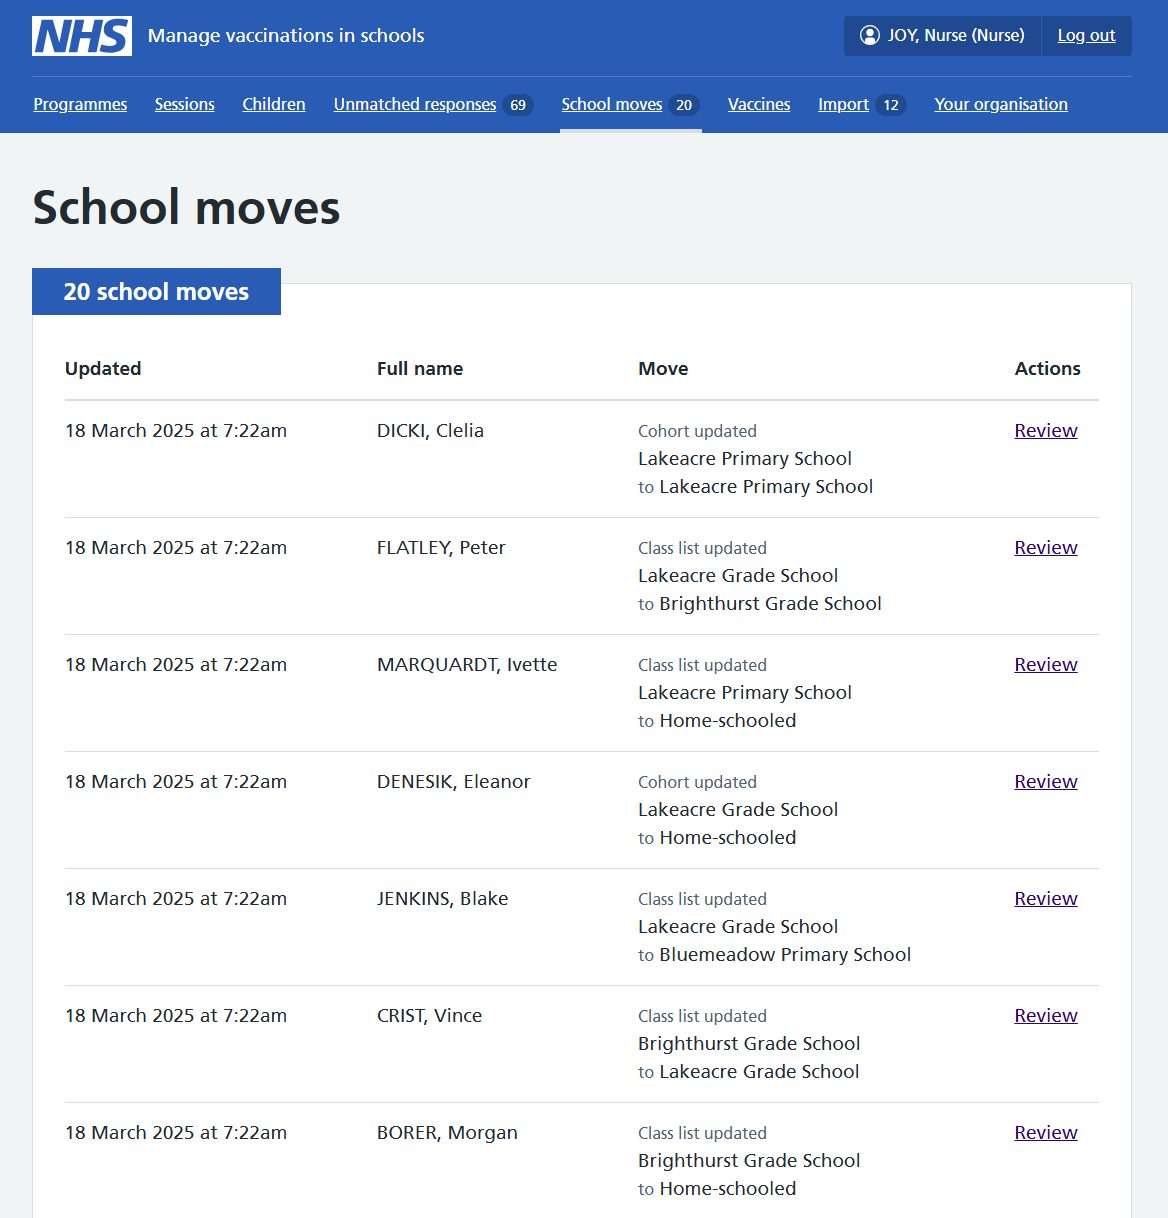 NHS Manage vaccinations in schools JOY, Nurse (Nurse) Log out
Programmes Sessions Children Unmatched responses 69 School moves 20 Vaccines Import 12 Your organisation
School moves
20 school moves
Updated Full name Move Actions
18 March 2025 at 7:22am DICKI, Clelia Cohort updated Review
Lakeacre Primary School
to Lakeacre Primary School
18 March 2025 at 7:22am FLATLEY, Peter Class list updated Review
Lakeacre Grade School
to Brighthurst Grade School
18 March 2025 at 7:22am MARQUARDT, Ivette Class list updated Review
Lakeacre Primary School
to Home-schooled
18 March 2025 at 7:22am DENESIK, Eleanor Cohort updated Review
Lakeacre Grade School
to Home-schooled
18 March 2025 at 7:22am JENKINS, Blake Class list updated Review
Lakeacre Grade School
to Bluemeadow Primary School
18 March 2025 at 7:22am CRIST, Vince Class list updated Review
Brighthurst Grade School
to Lakeacre Grade School
18 March 2025 at 7:22am BORER, Morgan Class list updated Review
Brighthurst Grade School
to Home-schooled